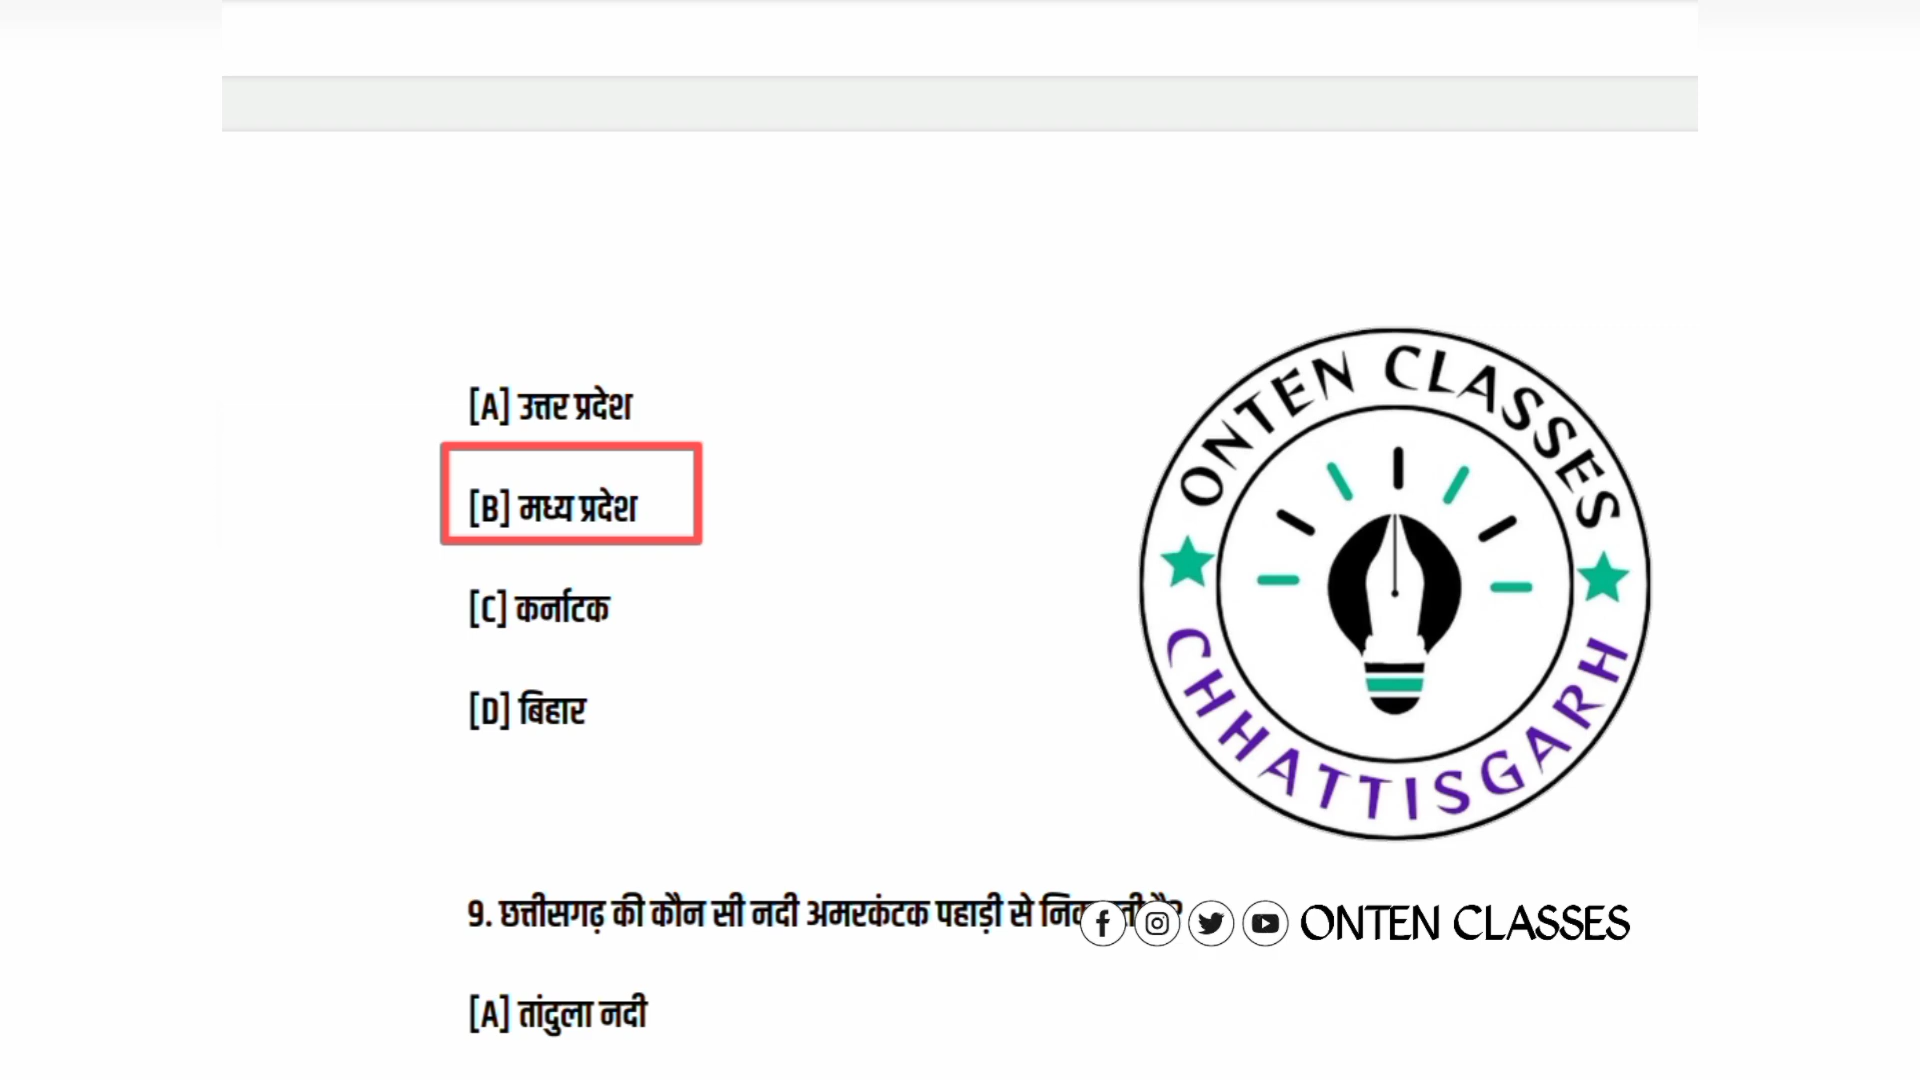 [A] उत्तर प्रदेश
[B] मध्य प्रदेश
[C] कर्नाटक
[D] बिहार
ONTEN CLASSES
CHHATTISGARH
9. छत्तीसगढ़ की कौन सी नदी अमरकंटक पहाड़ी से
ONTEN CLASSES
[A] तांदुला नदी